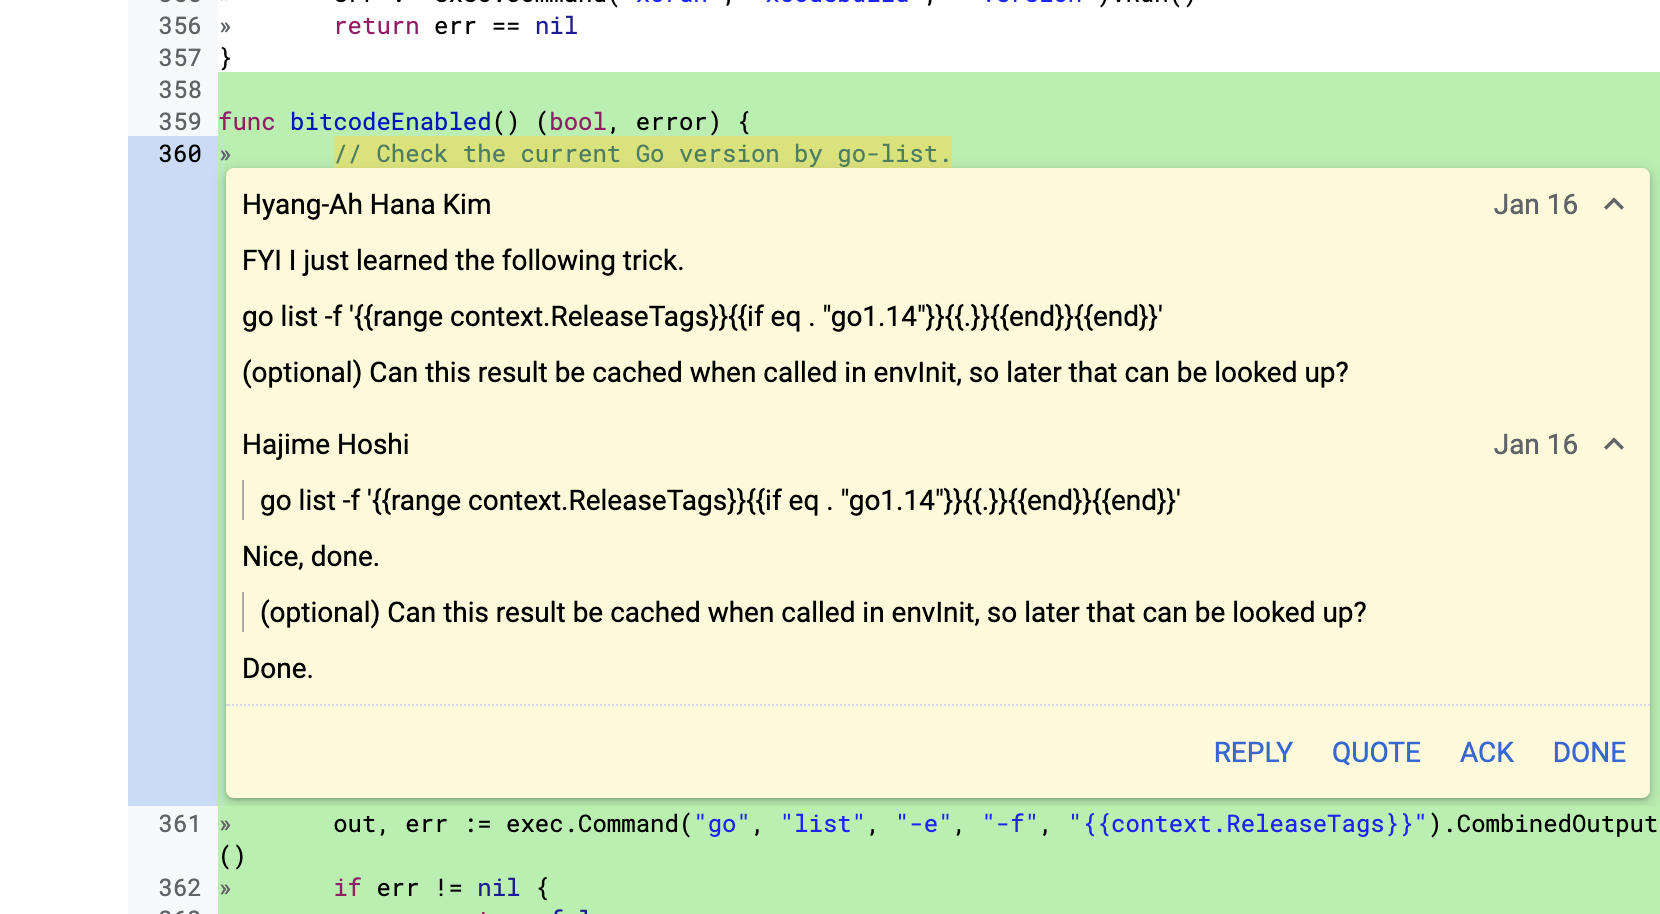 err := exec.Command("xcrun", "xcodebuild", "-version").Run()
356 » return err == nil
357 }
358
359 func bitcodeEnabled() (bool, error) {
360 » // Check the current Go version by go-list.
Hyang-Ah Hana Kim Jan 16
FYI I just learned the following trick.
go list -f '{{range context.ReleaseTags}}{{if eq . "go1.14"}}{{.}}{{end}}{{end}}'
(optional) Can this result be cached when called in envInit, so later that can be looked up?
Hajime Hoshi Jan 16
go list -f '{{range context.ReleaseTags}}{{if eq . "go1.14"}}{{.}}{{end}}{{end}}'
Nice, done.
(optional) Can this result be cached when called in envInit, so later that can be looked up?
Done.
REPLY QUOTE ACK DONE
361 » out, err := exec.Command("go", "list", "-e", "-f", "{{context.ReleaseTags}}").CombinedOutput
()
362 » if err != nil {